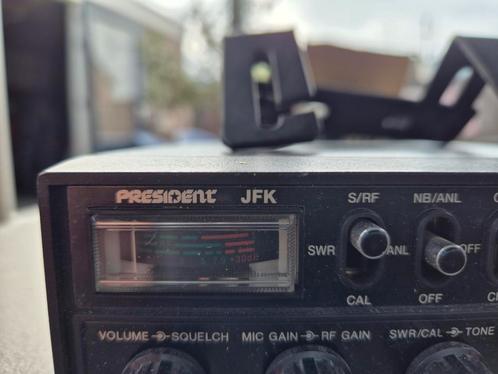 PRESIDENT JFK S/RF NB/ANL
SWR ANL OFF
CAL OFF
+30dB
VOLUME SQUELCH MIC GAIN RF GAIN SWR/CAL TONE